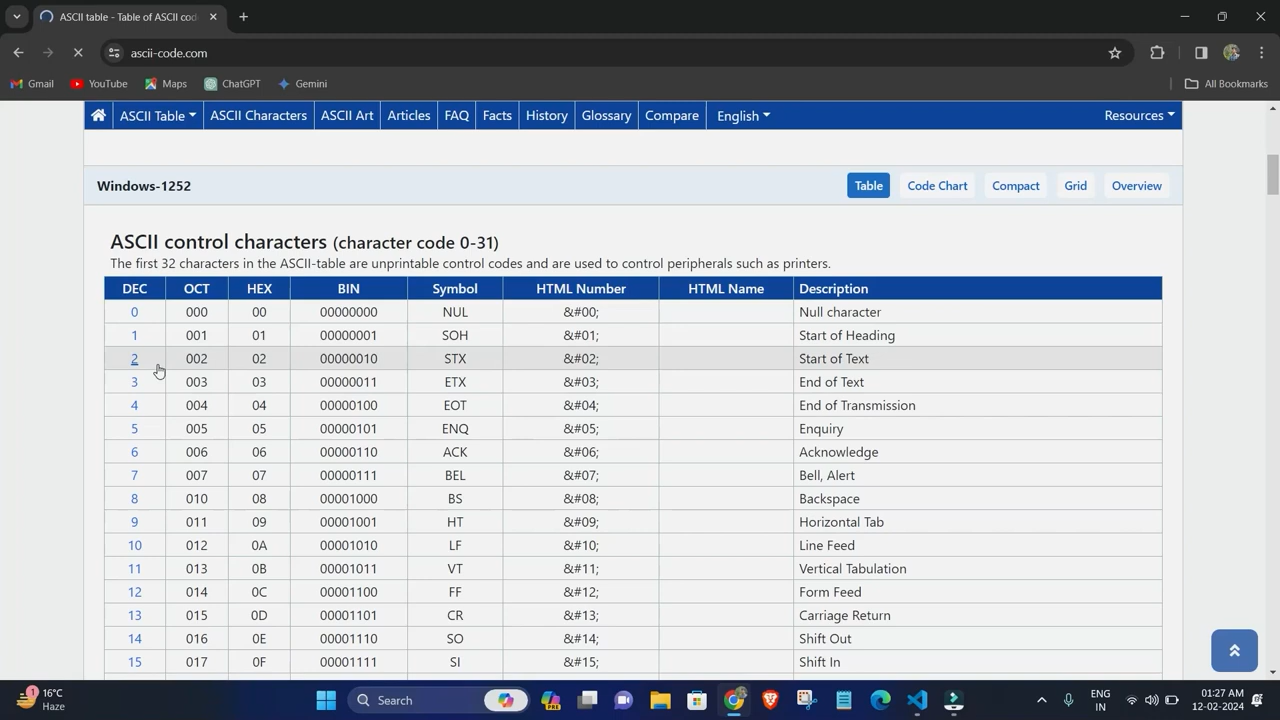 ASCII table - Table of ASCII cod
ascii-code.com
Gmail YouTube Maps ChatGPT Gemini All Bookmarks
ASCII Table ASCII Characters ASCII Art Articles FAQ Facts History Glossary Compare English Resources
Windows-1252 Table Code Chart Compact Grid Overview
ASCII control characters (character code 0-31)
The first 32 characters in the ASCII-table are unprintable control codes and are used to control peripherals such as printers.
DEC OCT HEX BIN Symbol HTML Number HTML Name Description
0 000 00 00000000 NUL &#00; Null character
1 001 01 00000001 SOH &#01; Start of Heading
2 002 02 00000010 STX &#02; Start of Text
3 003 03 00000011 ETX &#03; End of Text
4 004 04 00000100 EOT &#04; End of Transmission
5 005 05 00000101 ENQ &#05; Enquiry
6 006 06 00000110 ACK &#06; Acknowledge
7 007 07 00000111 BEL &#07; Bell, Alert
8 010 08 00001000 BS &#08; Backspace
9 011 09 00001001 HT &#09; Horizontal Tab
10 012 0A 00001010 LF &#10; Line Feed
11 013 0B 00001011 VT &#11; Vertical Tabulation
12 014 0C 00001100 FF &#12; Form Feed
13 015 0D 00001101 CR &#13; Carriage Return
14 016 0E 00001110 SO &#14; Shift Out
15 017 0F 00001111 SI &#15; Shift In
1 16°C
Haze
Search
PRE
ENG
IN
01:27 AM
12-02-2024